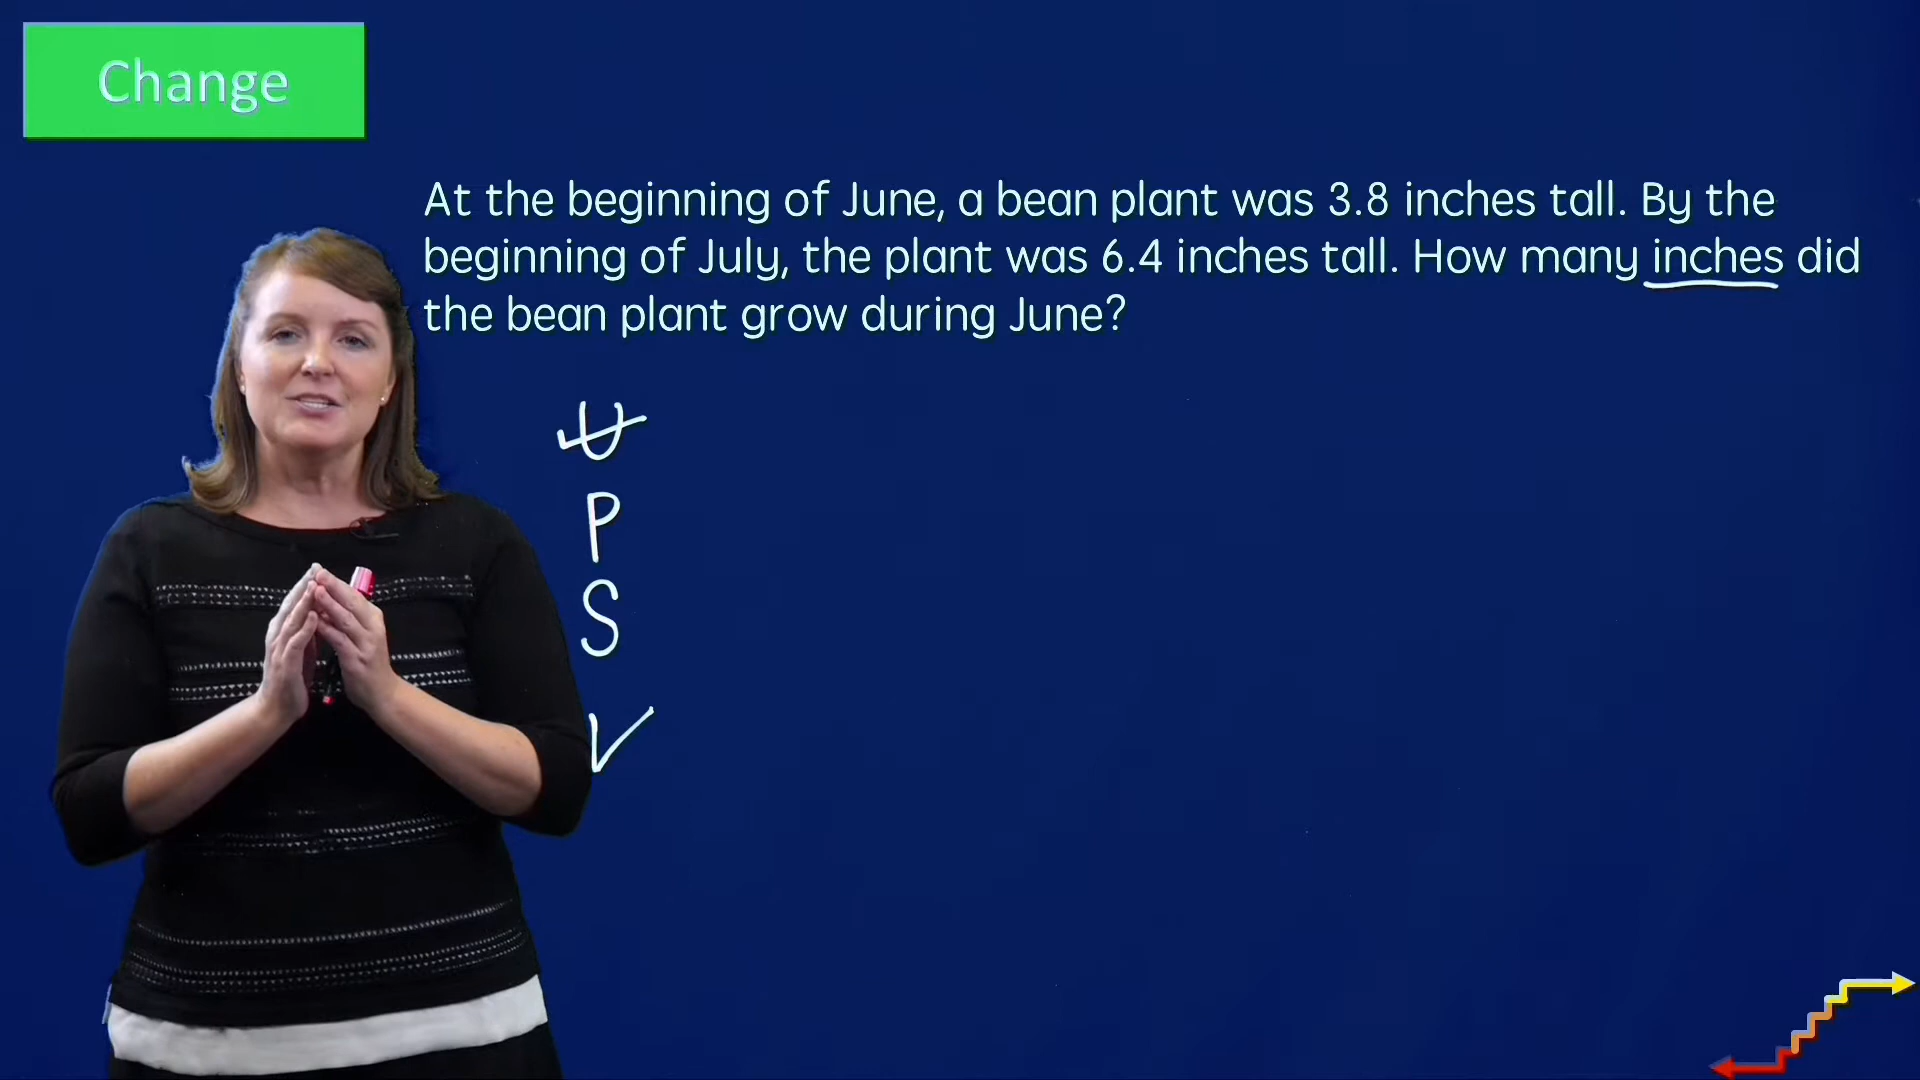 Change
At the beginning of June, a bean plant was 3.8 inches tall. By the
beginning of July, the plant was 6.4 inches tall. How many inches did
the bean plant grow during June?
U
P
S
✓